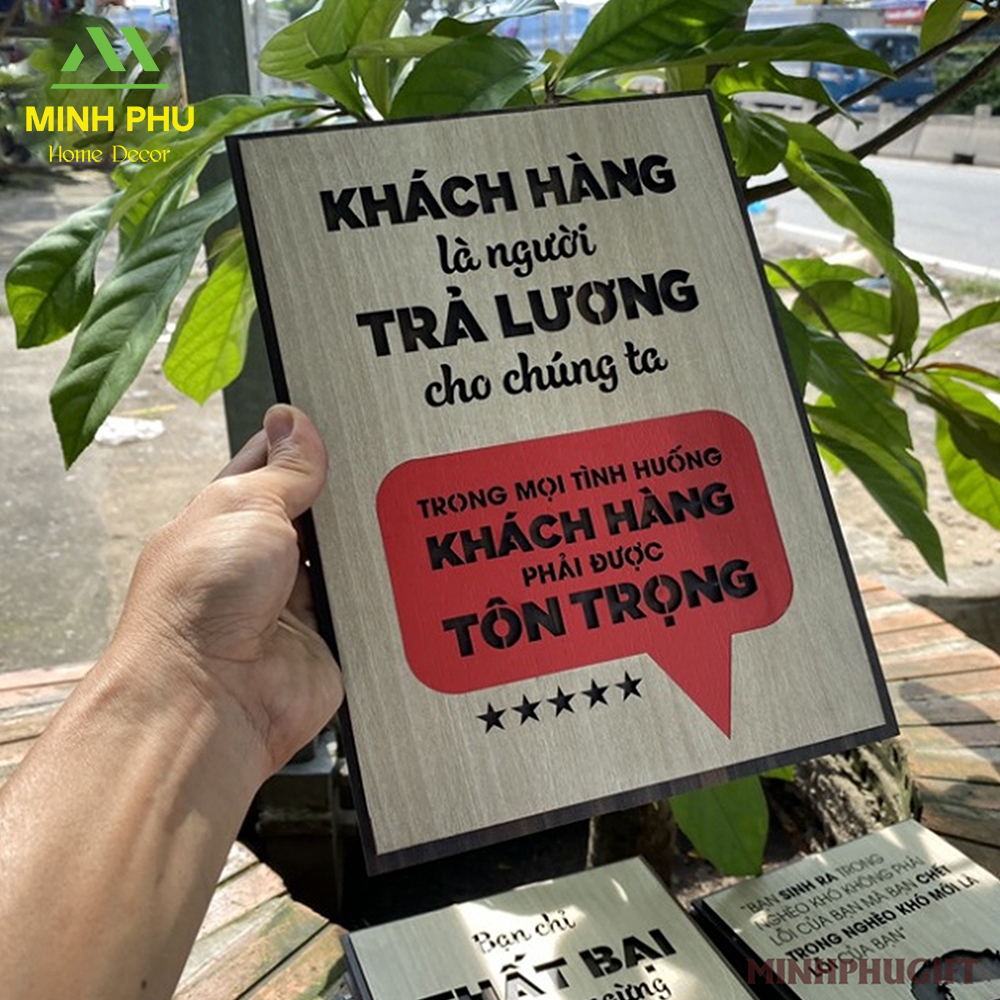 MINH PHU
Home Decor
KHÁCH HÀNG
là người
TRẢ LƯƠNG
cho chúng ta
TRONG MỌI TÌNH HUỐNG
KHÁCH HÀNG
PHẢI ĐƯỢC
TÔN TRỌNG
Bạn chỉ
THẤT BẠI
ngừng
"BẠN SINH RA TRONG
NGHÈO KHÓ KHÔNG PHẢI
LỖI CỦA BẠN MÀ BẠN CHẾT
TRONG NGHÈO KHÓ MỚI LÀ
LỖI CỦA BẠN"
MINHPHUGIFT